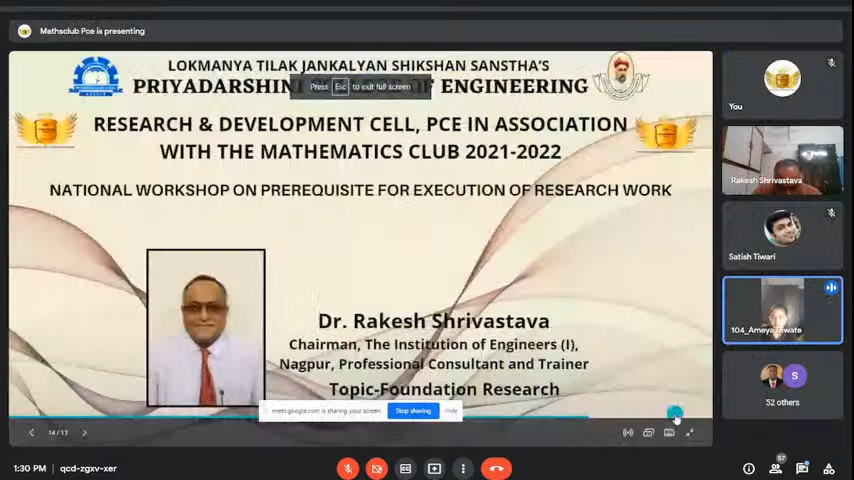 Mathsclub Pce is presenting
LOKMANYA TILAK JANKALYAN SHIKSHAN SANSTHA'S
PRIYADARSHINI OF ENGINEERING
Press Esc to exit full screen
RESEARCH & DEVELOPMENT CELL, PCE IN ASSOCIATION
WITH THE MATHEMATICS CLUB 2021-2022
NATIONAL WORKSHOP ON PREREQUISITE FOR EXECUTION OF RESEARCH WORK
Dr. Rakesh Shrivastava
Chairman, The Institution of Engineers (I),
Nagpur, Professional Consultant and Trainer
Topic-Foundation Research
meet.google.com is sharing your screen. Stop sharing Hide
14/17
You
Rakesh Shrivastava
Satish Tiwari
104_Ameya
S
52 others
1:30 PM qcd-zgxv-xer
57